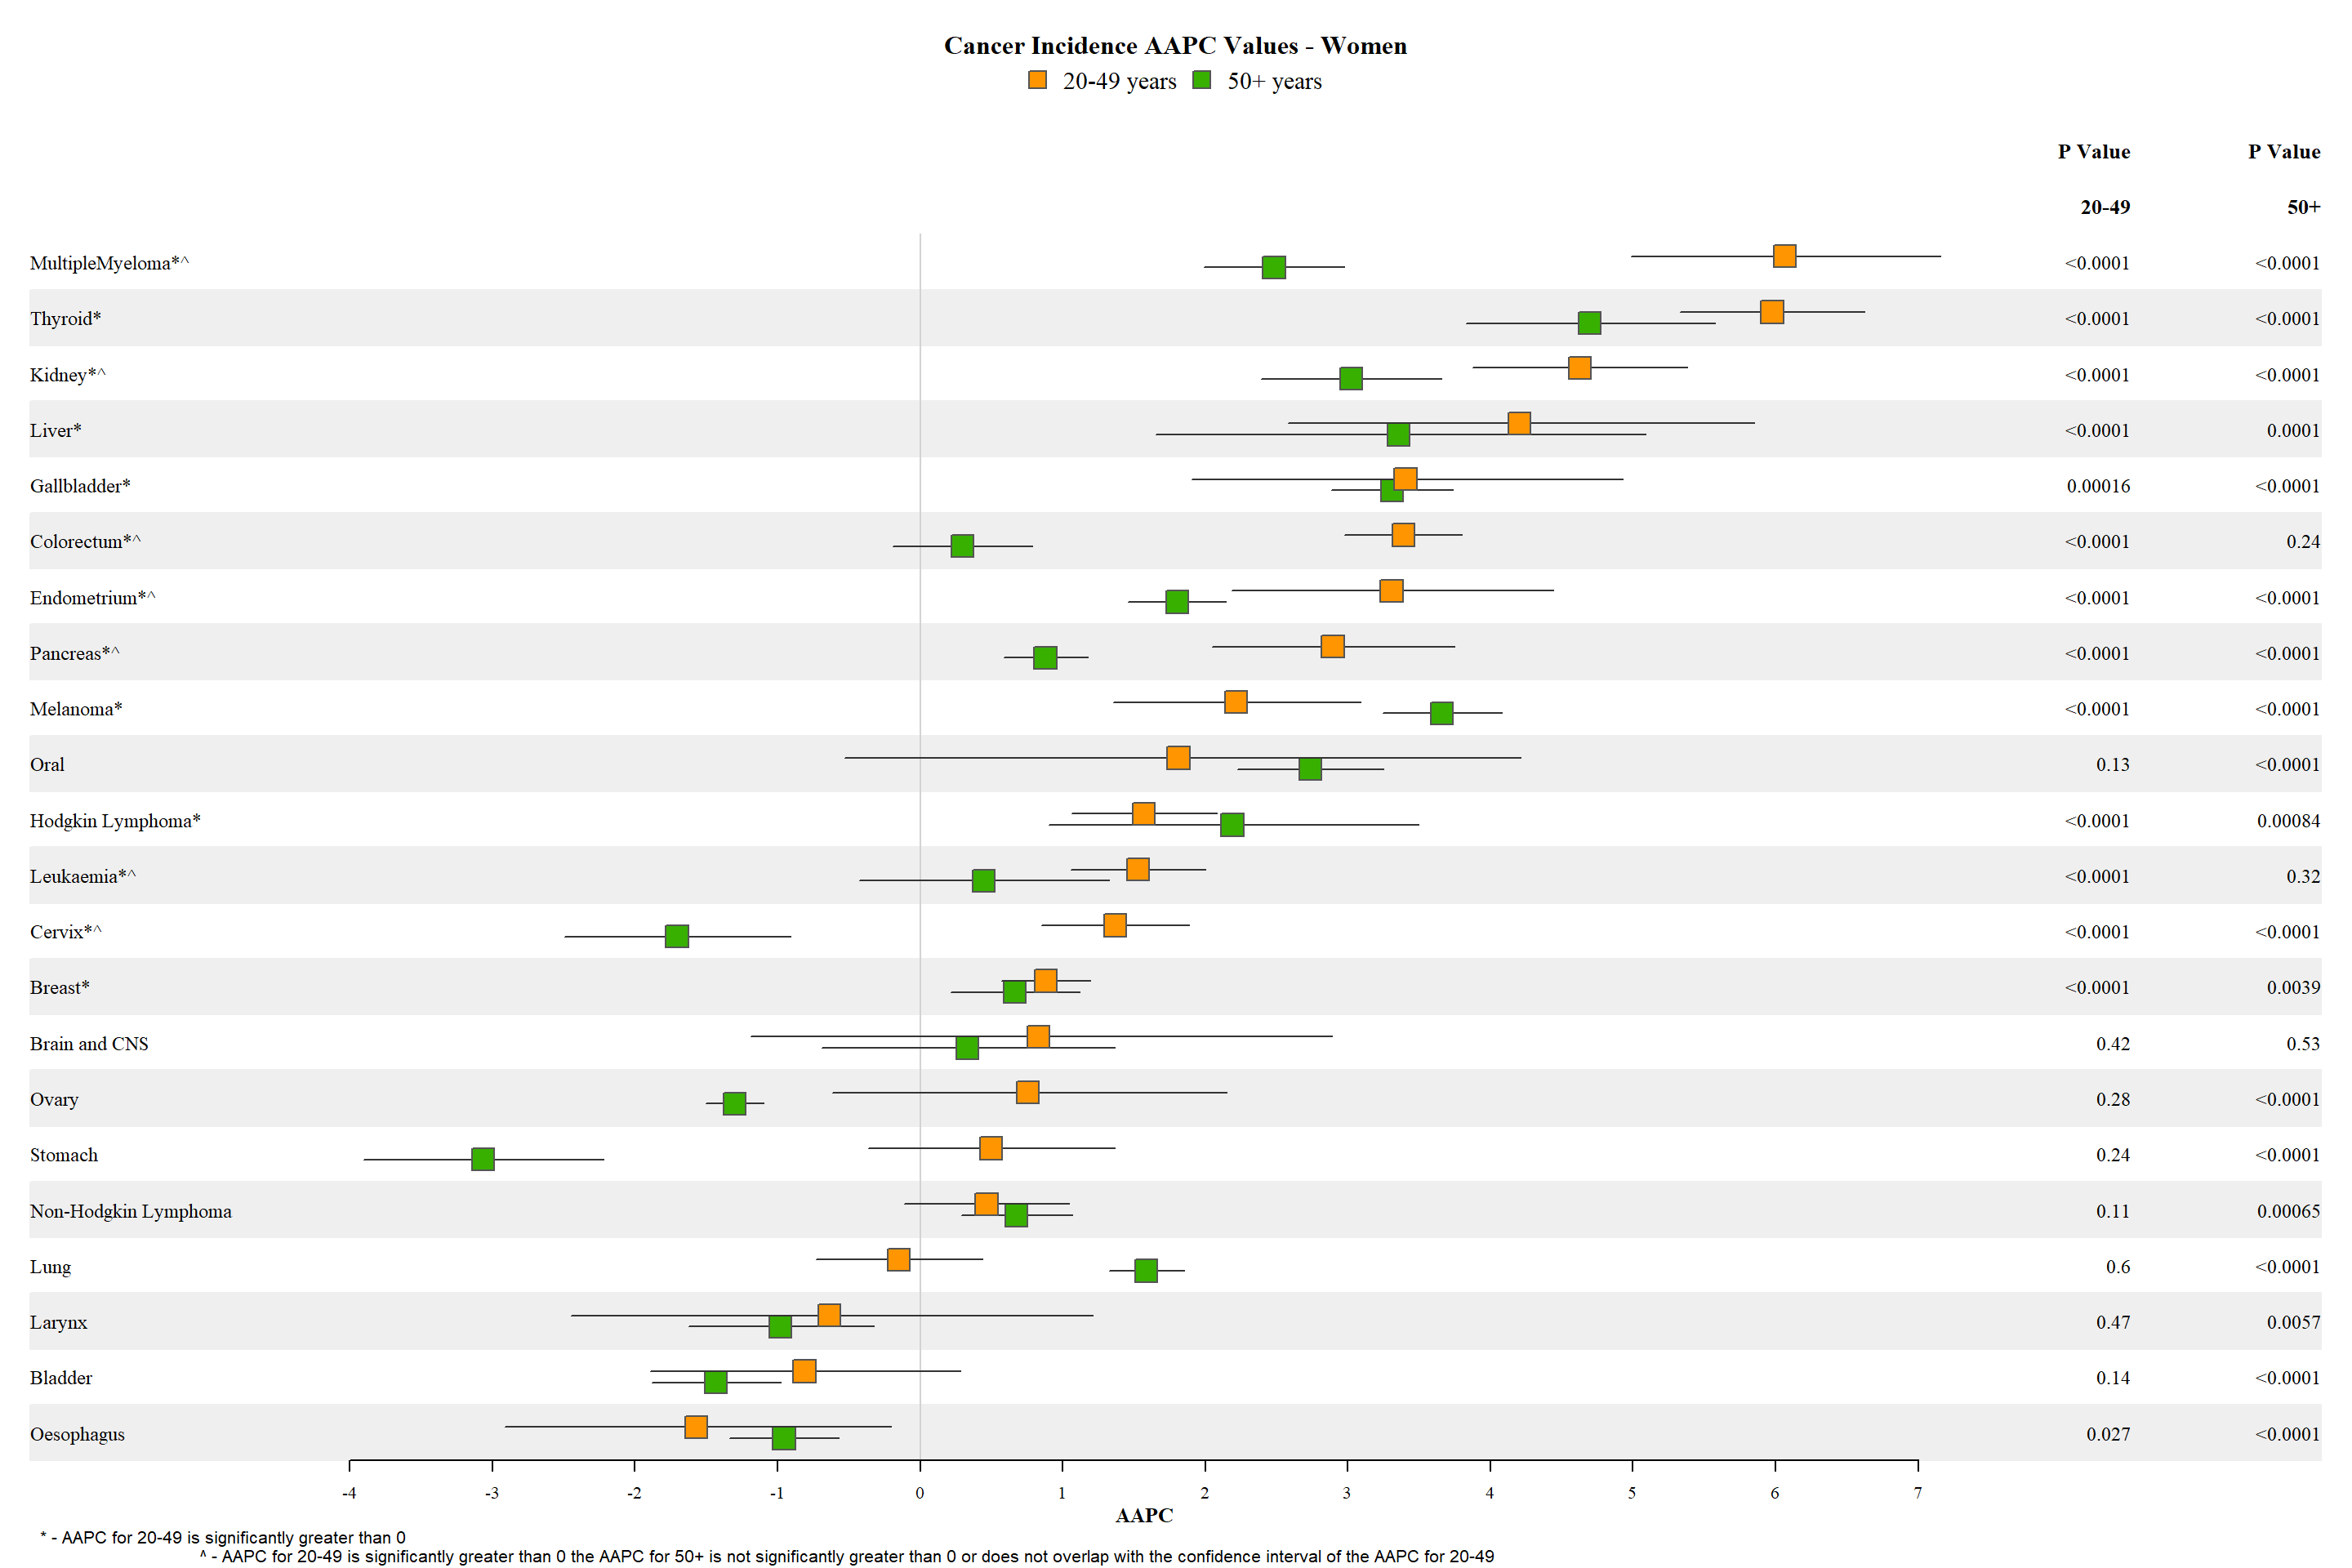 Cancer Incidence AAPC Values - Women
20-49 years 50+ years
P Value P Value
20-49 50+
MultipleMyeloma*^ <0.0001 <0.0001
Thyroid* <0.0001 <0.0001
Kidney*^ <0.0001 <0.0001
Liver* <0.0001 0.0001
Gallbladder* 0.00016 <0.0001
Colorectum*^ <0.0001 0.24
Endometrium*^ <0.0001 <0.0001
Pancreas*^ <0.0001 <0.0001
Melanoma* <0.0001 <0.0001
Oral 0.13 <0.0001
Hodgkin Lymphoma* <0.0001 0.00084
Leukaemia*^ <0.0001 0.32
Cervix*^ <0.0001 <0.0001
Breast* <0.0001 0.0039
Brain and CNS 0.42 0.53
Ovary 0.28 <0.0001
Stomach 0.24 <0.0001
Non-Hodgkin Lymphoma 0.11 0.00065
Lung 0.6 <0.0001
Larynx 0.47 0.0057
Bladder 0.14 <0.0001
Oesophagus 0.027 <0.0001
-4 -3 -2 -1 0 1 2 3 4 5 6 7
AAPC
* - AAPC for 20-49 is significantly greater than 0
^ - AAPC for 20-49 is significantly greater than 0 the AAPC for 50+ is not significantly greater than 0 or does not overlap with the confidence interval of the AAPC for 20-49